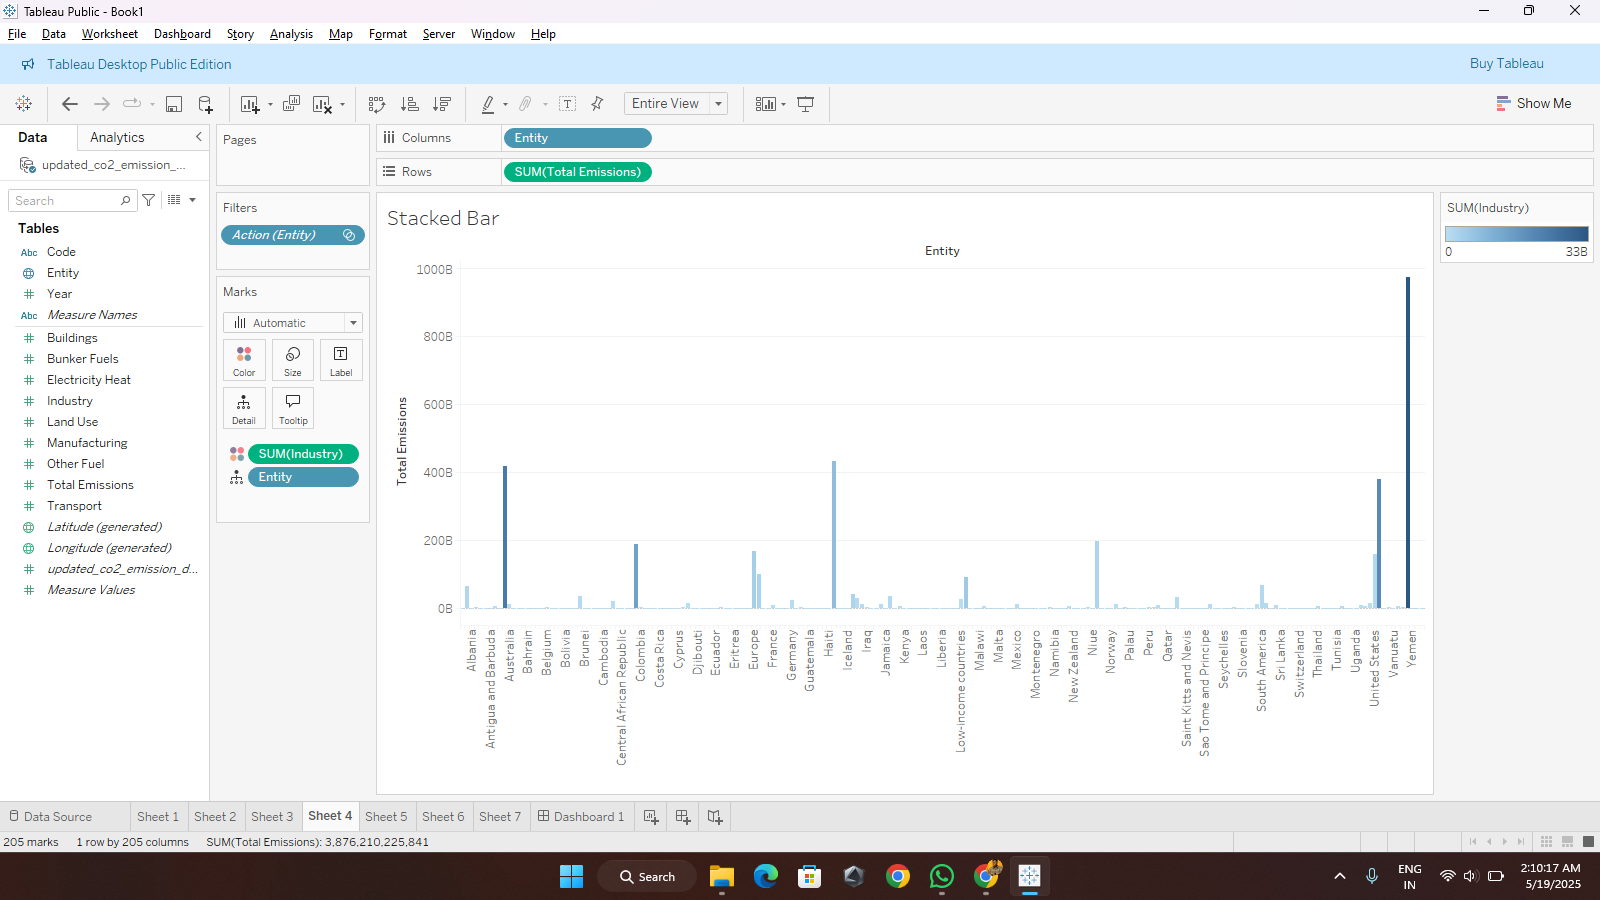 Tableau Public - Book1
File Data Worksheet Dashboard Story Analysis Map Format Server Window Help
Tableau Desktop Public Edition Buy Tableau
Entire View Show Me
Data Analytics
updated_co2_emission_...
Search
Tables
Abc Code
Entity
# Year
Abc Measure Names
# Buildings
# Bunker Fuels
# Electricity Heat
# Industry
# Land Use
# Manufacturing
# Other Fuel
# Total Emissions
# Transport
Latitude (generated)
Longitude (generated)
# updated_co2_emission_d...
# Measure Values
Pages
Filters
Action (Entity)
Marks
Automatic
Color Size Label
Detail Tooltip
SUM(Industry)
Entity
Columns Entity
Rows SUM(Total Emissions)
Stacked Bar
Entity
Total Emissions
1000B
800B
600B
400B
200B
0B
Albania
Antigua and Barbuda
Australia
Bahrain
Belgium
Bolivia
Brunei
Cambodia
Central African Republic
Colombia
Costa Rica
Cyprus
Djibouti
Ecuador
Eritrea
Europe
France
Germany
Guatemala
Haiti
Iceland
Iraq
Jamaica
Kenya
Laos
Liberia
Low-income countries
Malawi
Malta
Mexico
Montenegro
Namibia
New Zealand
Niue
Norway
Palau
Peru
Qatar
Saint Kitts and Nevis
Sao Tome and Principe
Seychelles
Slovenia
South America
Sri Lanka
Switzerland
Thailand
Tunisia
Uganda
United States
Vanuatu
Yemen
SUM(Industry)
0 33B
Data Source Sheet 1 Sheet 2 Sheet 3 Sheet 4 Sheet 5 Sheet 6 Sheet 7 Dashboard 1
205 marks 1 row by 205 columns SUM(Total Emissions): 3,876,210,225,841
Search
ENG
IN
2:10:17 AM
5/19/2025